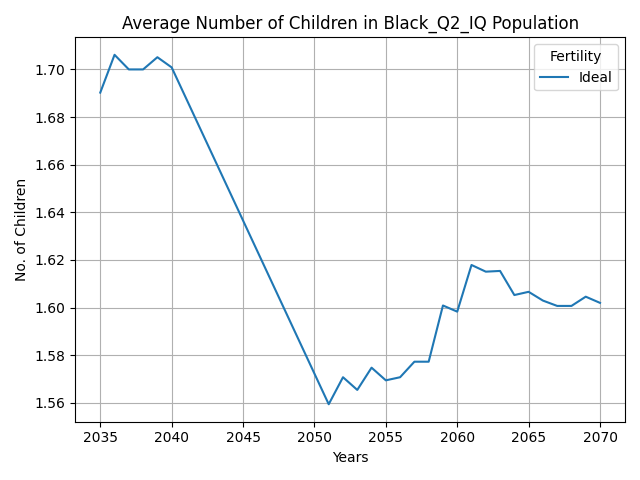 Average Number of Children in Black_Q2_IQ Population
Fertility
Ideal
No. of Children
1.70
1.68
1.66
1.64
1.62
1.60
1.58
1.56
2035 2040 2045 2050 2055 2060 2065 2070
Years